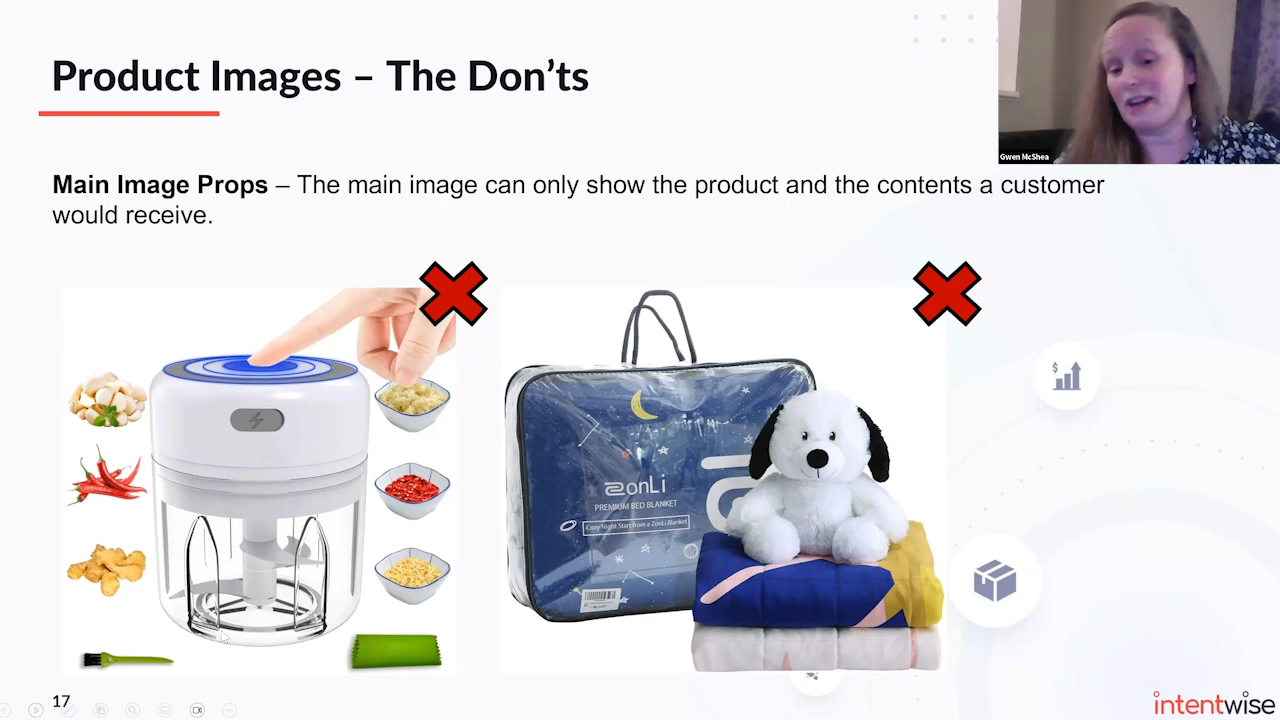 Product Images – The Don’ts
Gwen McShea
Main Image Props – The main image can only show the product and the contents a customer
would receive.
ZonLi
PREMIUM BED BLANKET
Cozy Night Start from a ZonLi Blanket
$
17
intentwise